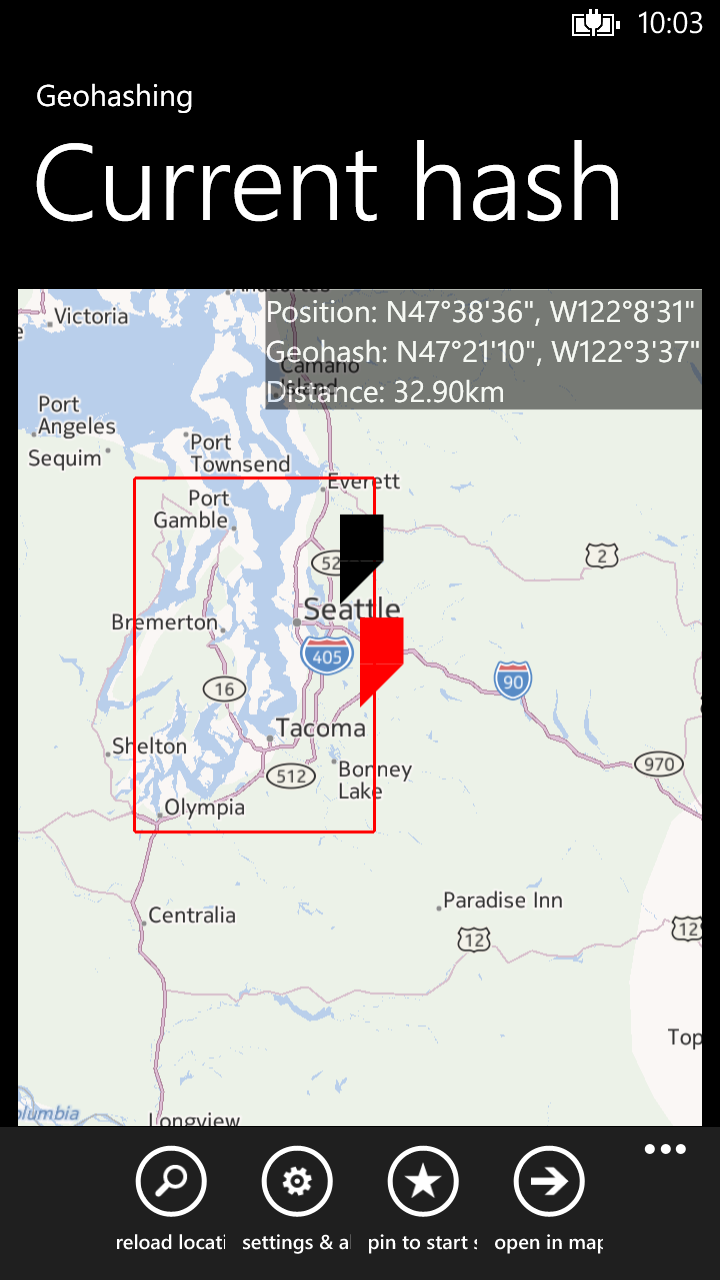 10:03
Geohashing
Current hash
Position: N47°38'36", W122°8'31"
Geohash: N47°21'10", W122°3'37"
Distance: 32.90km
Victoria
Camano
Island
Port
Angeles
Sequim
Port
Townsend
Everett
Port
Gamble
2
52
Seattle
Bremerton
405
16
90
Tacoma
Shelton
512
Bonney
Lake
970
Olympia
Paradise Inn
Centralia
12
12
Top
olumbia
Longview
reload locati
settings & a
pin to start s
open in map